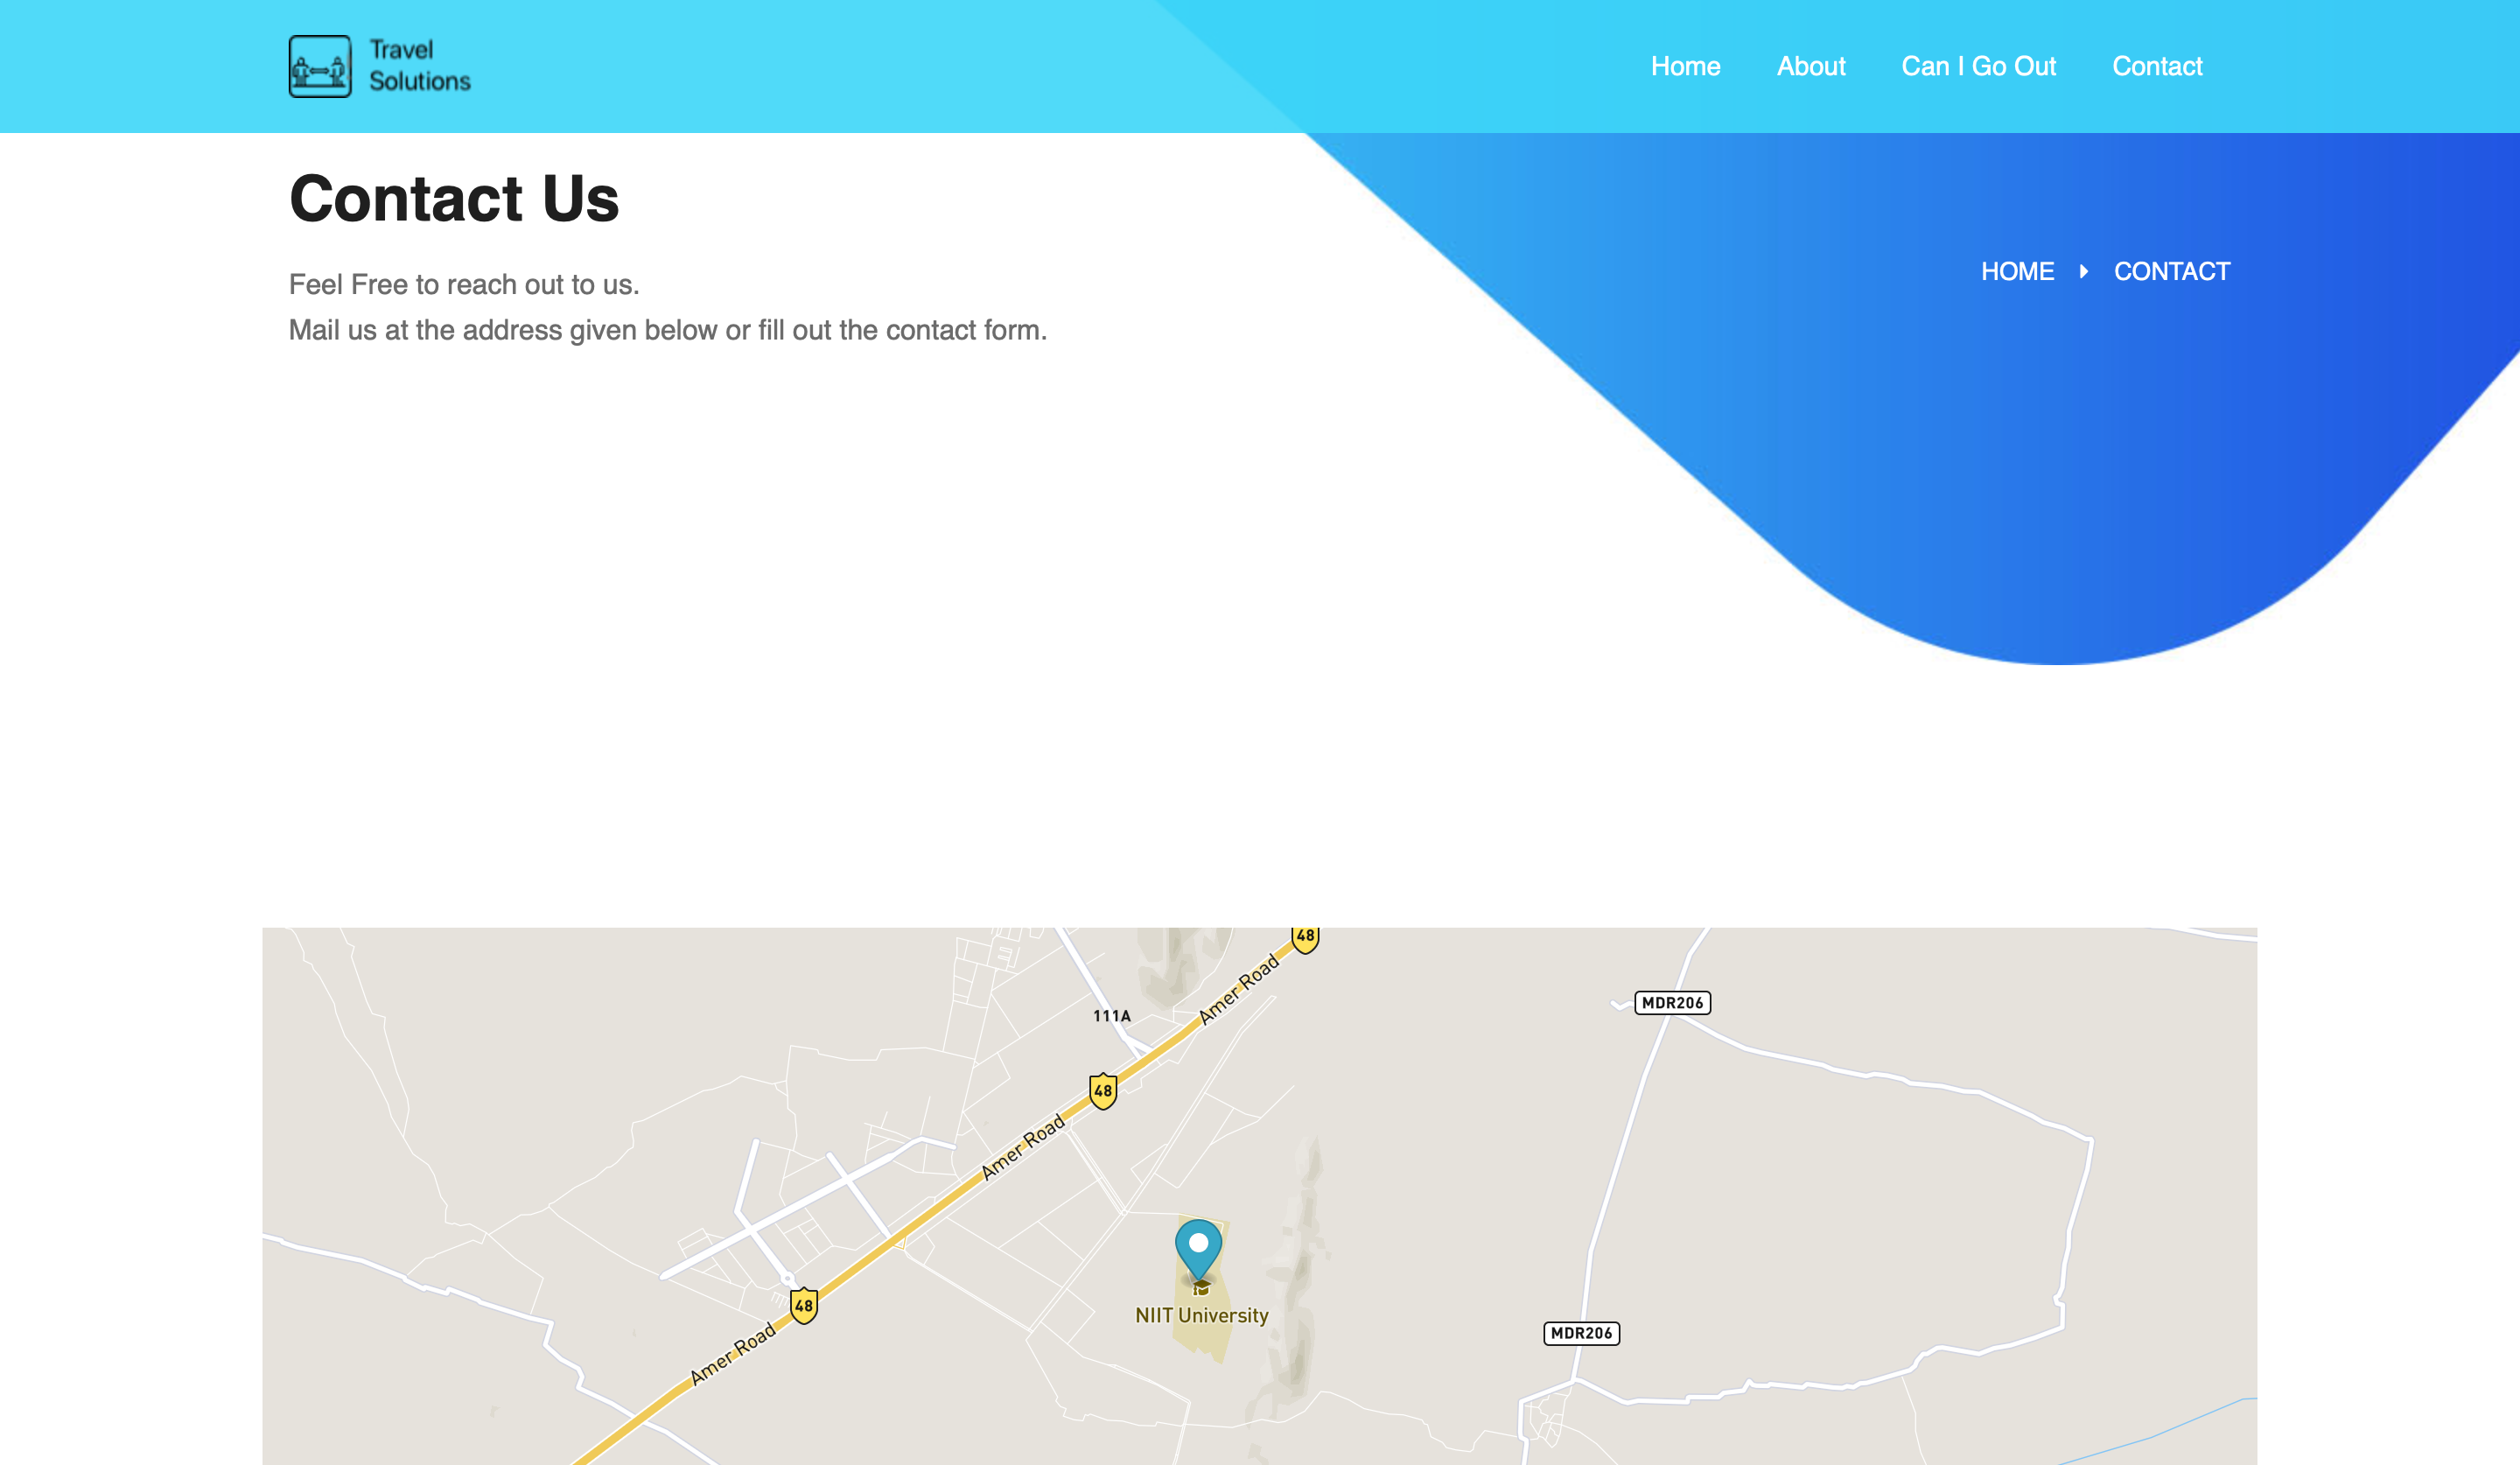 Travel
Solutions
Home About Can I Go Out Contact
Contact Us
HOME CONTACT
Feel Free to reach out to us.
Mail us at the address given below or fill out the contact form.
48
Amer Road
MDR206
111A
48
Amer Road
NIIT University
48
MDR206
Amer Road